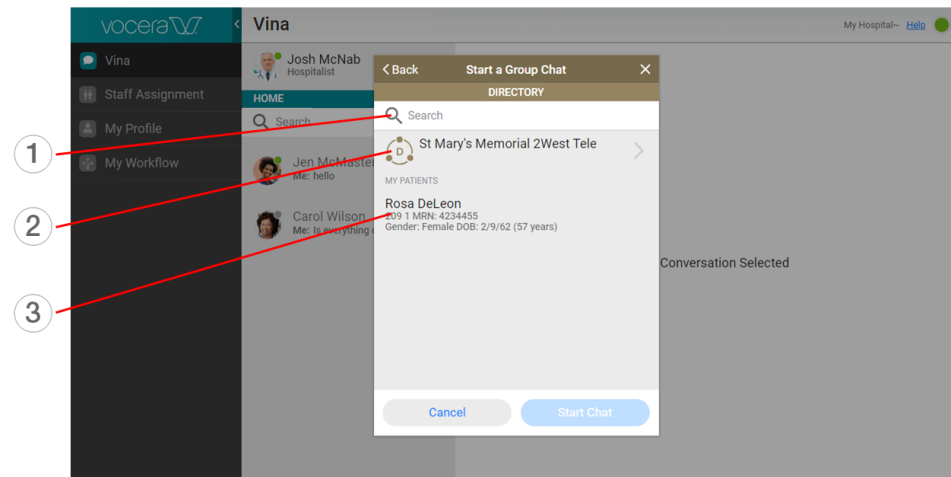 vocera
Vina
My Hospital~ Help
Vina
Staff Assignment
My Profile
My Workflow
Josh McNab
Hospitalist
HOME
Search
Jen McMaste
Me: hello
Carol Wilson
Me: Is everything
Back
Start a Group Chat
DIRECTORY
Search
D
St Mary's Memorial 2West Tele
MY PATIENTS
Rosa DeLeon
209 1 MRN: 4234455
Gender: Female DOB: 2/9/62 (57 years)
Cancel
Start Chat
Conversation Selected
1
2
3